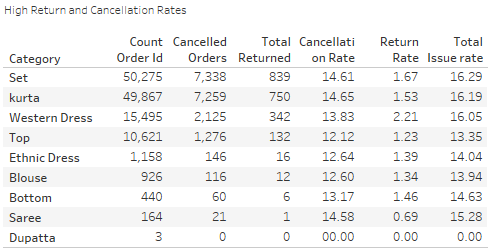 High Return and Cancellation Rates
Count Cancelled Total Cancellati Return Total
Category Order Id Orders Returned on Rate Rate Issue rate
Set 50,275 7,338 839 14.61 1.67 16.29
kurta 49,867 7,259 750 14.65 1.53 16.19
Western Dress 15,495 2,125 342 13.83 2.21 16.05
Top 10,621 1,276 132 12.12 1.23 13.35
Ethnic Dress 1,158 146 16 12.64 1.39 14.04
Blouse 926 116 12 12.60 1.34 13.94
Bottom 440 60 6 13.17 1.46 14.63
Saree 164 21 1 14.58 0.69 15.28
Dupatta 3 0 0 00.00 0.00 0.00